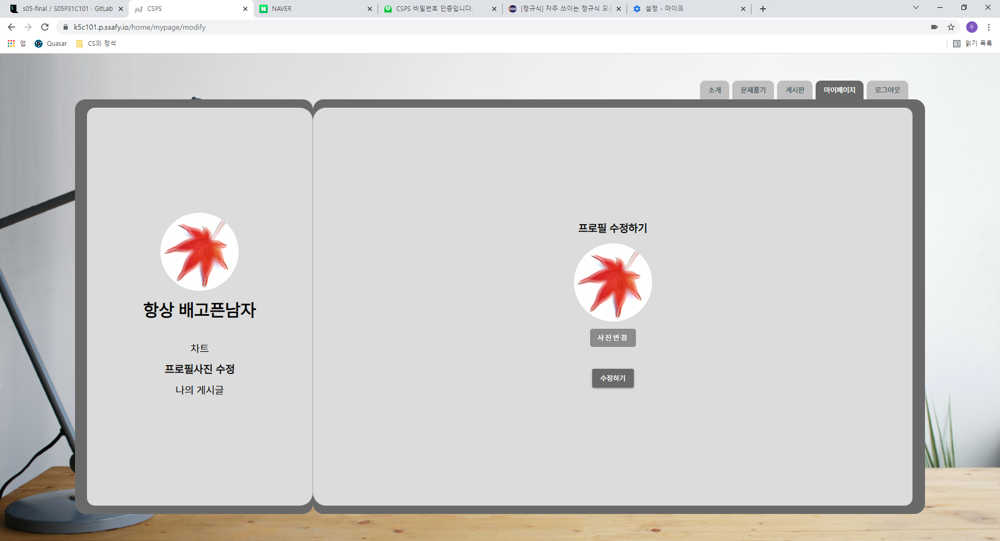 s05-final / S05P31C101 · GitLab
CSPS
NAVER
CSPS 비밀번호 인증입니다.
[정규식] 자주 쓰이는 정규식 모음
설정 - 마이크
k5c101.p.ssafy.io/home/mypage/modify
두
앱
Quasar
CS의 정석
읽기 목록
소개
문제풀기
게시판
마이페이지
로그아웃
항상 배고픈남자
차트
프로필사진 수정
나의 게시글
프로필 수정하기
사진변경
수정하기